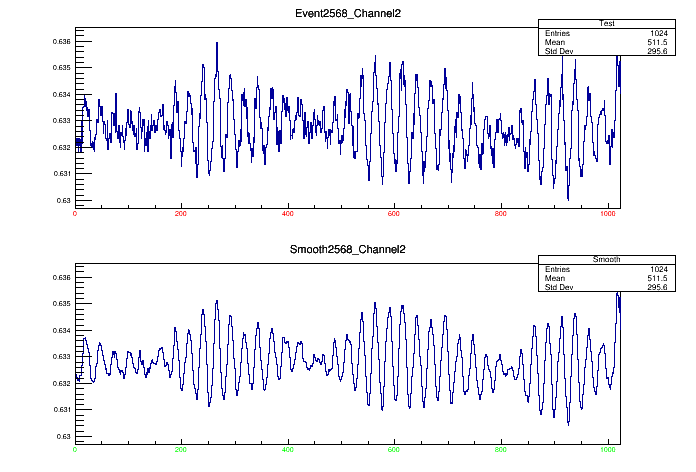 Event2568_Channel2
Test
Entries 1024
Mean 511.5
Std Dev 295.6
0.636
0.635
0.634
0.633
0.632
0.631
0.63
0 200 400 600 800 1000
Smooth2568_Channel2
Smooth
Entries 1024
Mean 511.5
Std Dev 295.6
0.636
0.635
0.634
0.633
0.632
0.631
0.63
0 200 400 600 800 1000